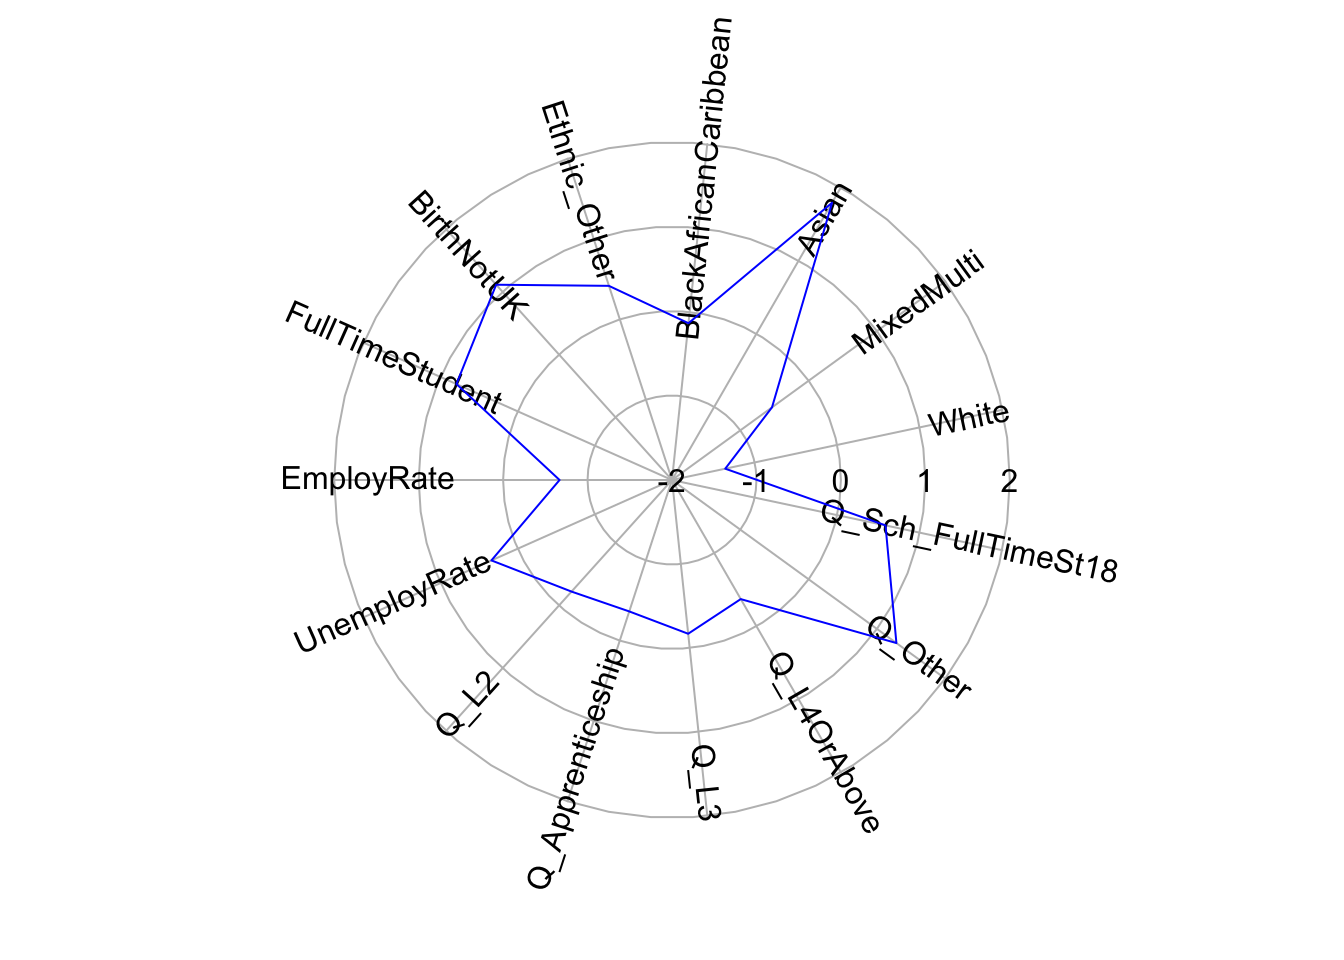 BlackAfricanCaribbean
Ethnic_Other
Asian
BirthNotUK
MixedMulti
FullTimeStudent
White
EmployRate
-2
-1
0
1
2
Q_Sch_FullTimeSt18
UnemployRate
Q_Other
Q_L2
Q_Apprenticeship
Q_L3
Q_L4OrAbove